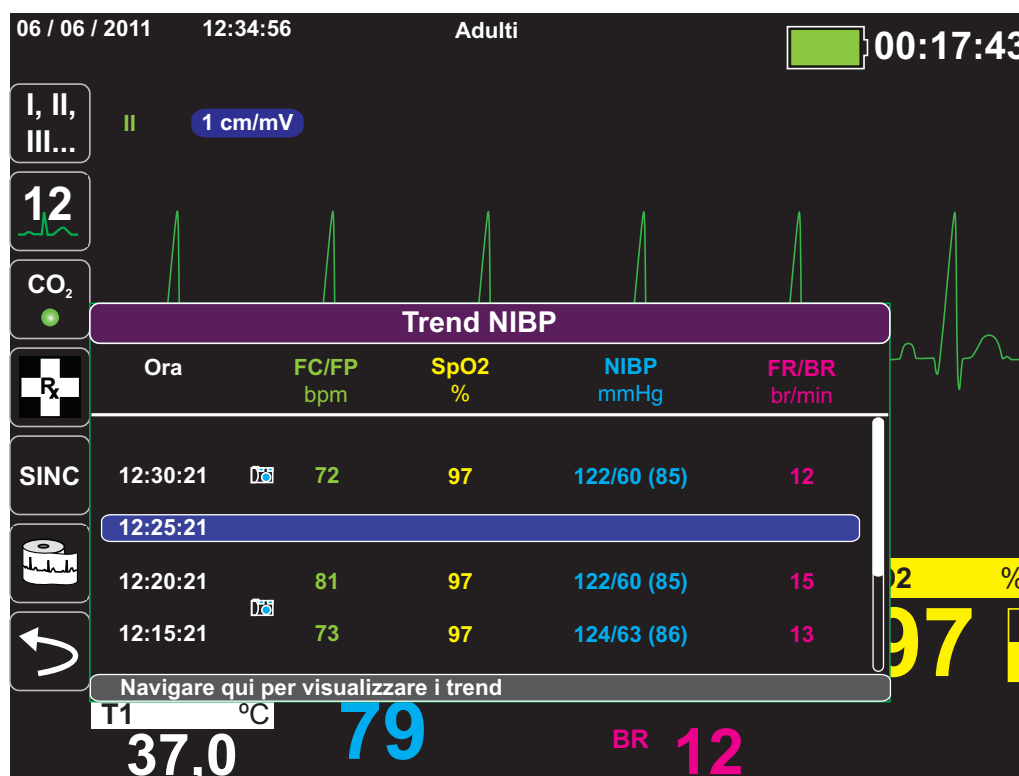 06 / 06 / 2011 12:34:56 Adulti 00:17:43
I, II,
III...
II 1 cm/mV
12
CO2
Trend NIBP
Ora FC/FP SpO2 NIBP FR/BR
bpm % mmHg br/min
Rx
SINC 12:30:21 72 97 122/60 (85) 12
12:25:21
12:20:21 81 97 122/60 (85) 15
12:15:21 73 97 124/63 (86) 13
O2 %
97
Navigare qui per visualizzare i trend
T1 ºC
37,0 79 BR 12